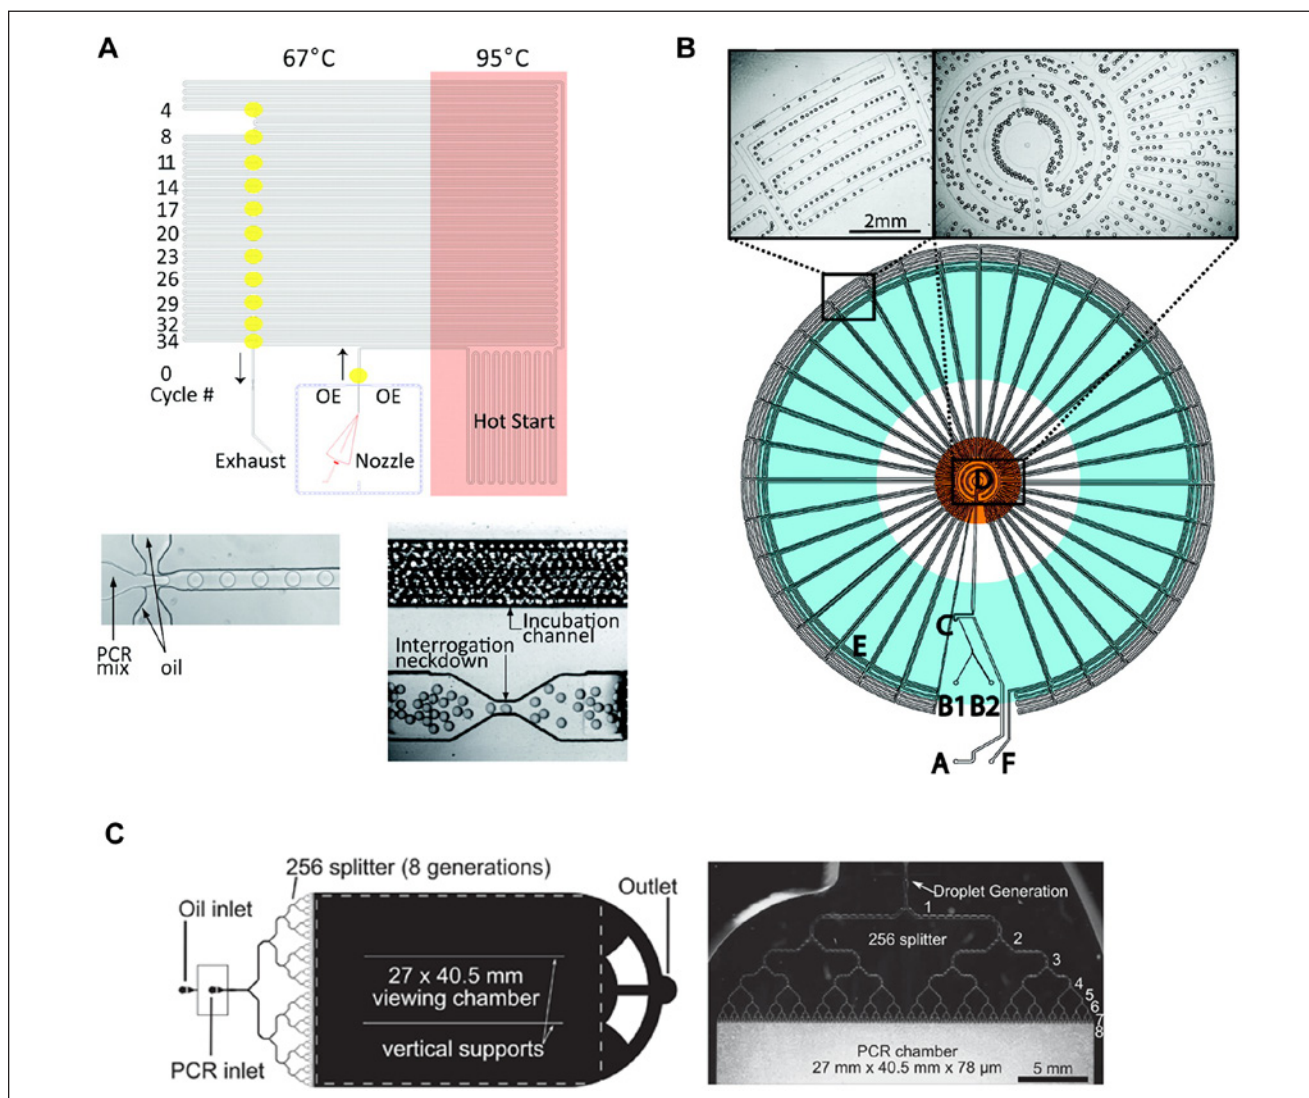 A
67°C
95°C
4
8
11
14
17
20
23
26
29
32
34
0
Cycle #
OE
OE
Hot Start
Exhaust
Nozzle
PCR
mix
oil
Incubation
channel
Interrogation
neckdown
B
2mm
D
C
E
B1
B2
A
F
C
256 splitter (8 generations)
Oil inlet
Outlet
27 x 40.5 mm
viewing chamber
vertical supports
PCR inlet
Droplet Generation
1
256 splitter
2
3
4
5
6
7
8
PCR chamber
27 mm x 40.5 mm x 78 µm
5 mm